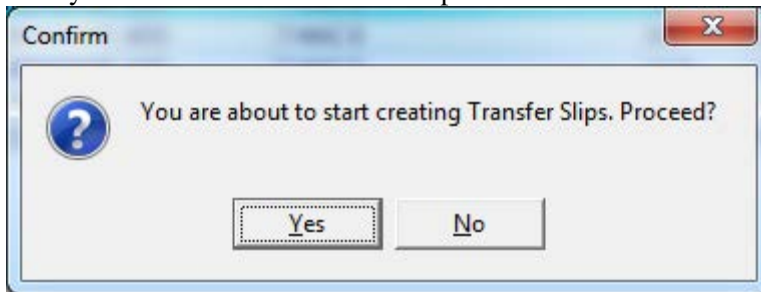 Confirm
You are about to start creating Transfer Slips. Proceed?
Yes
No